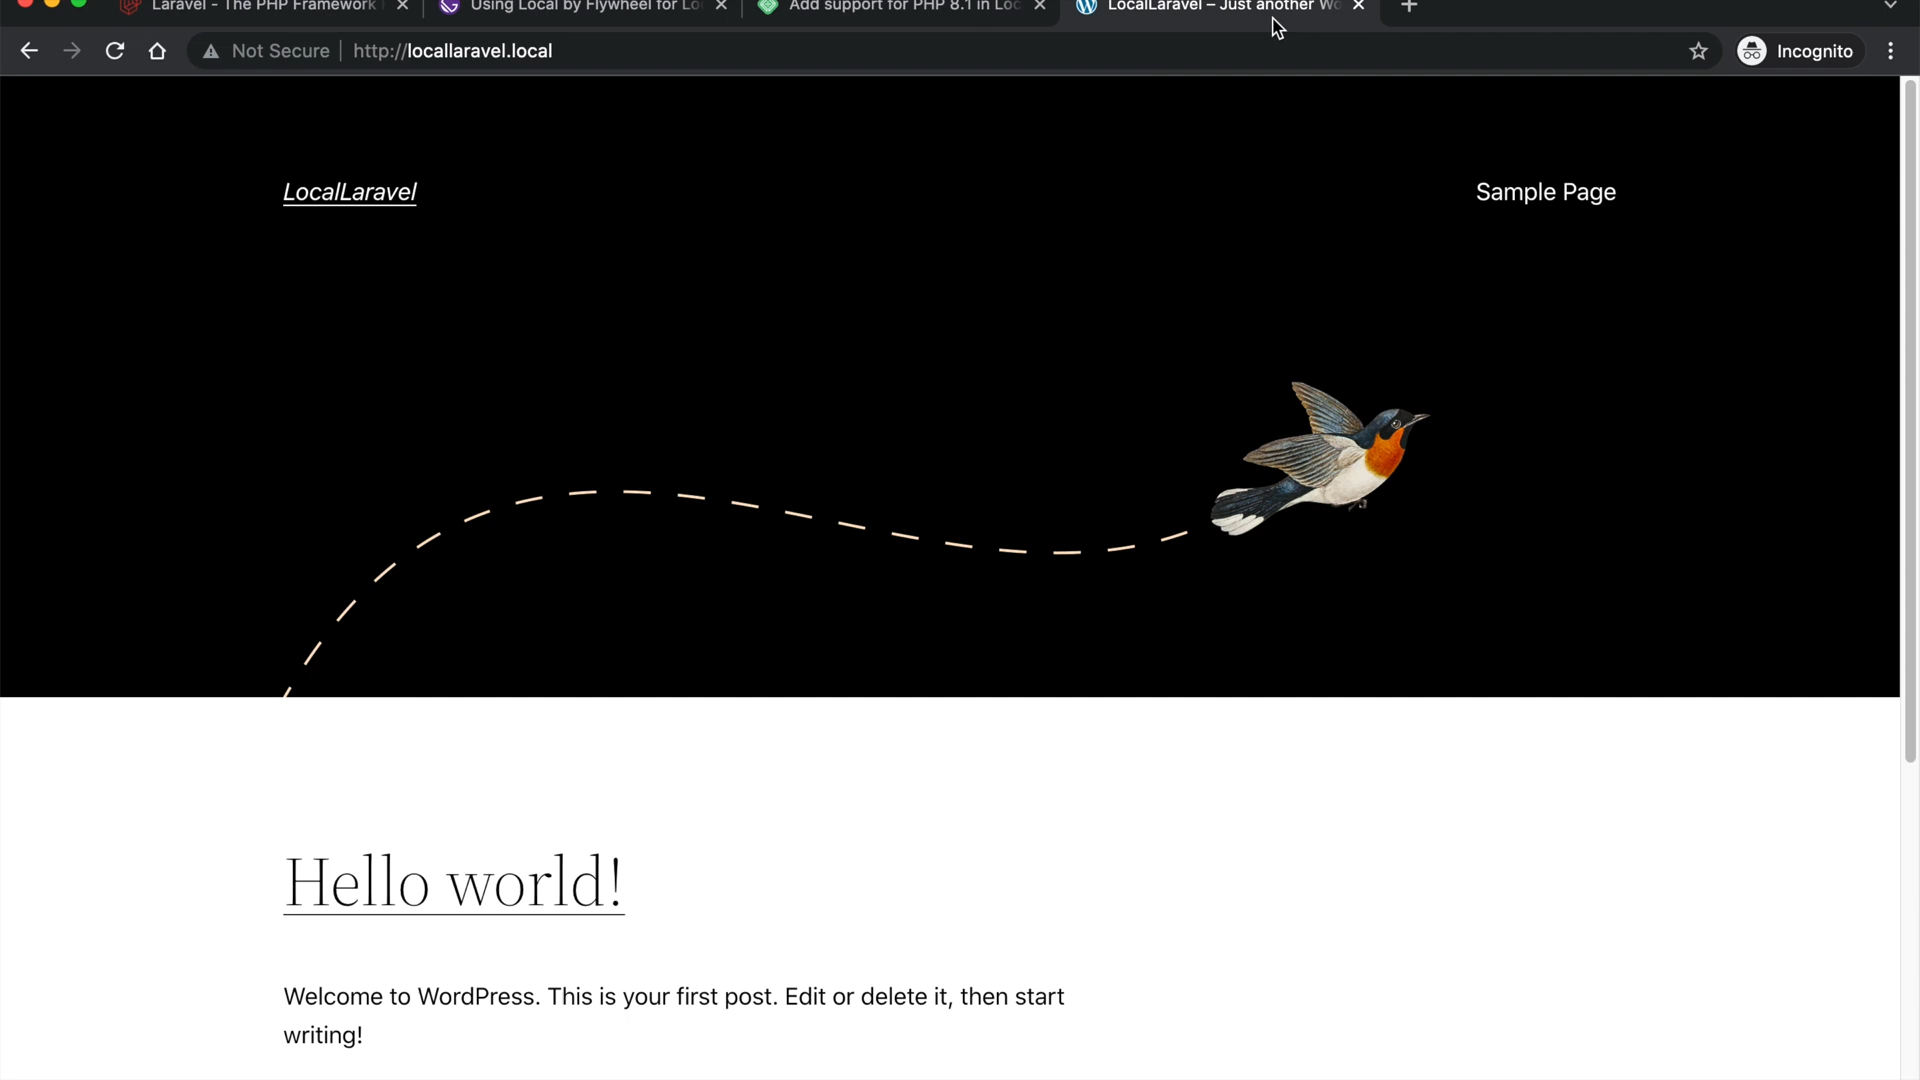 Laravel - The PHP Framework
Using Local by Flywheel for Lo
Add support for PHP 8.1 in Loc
LocalLaravel – Just another Wo
Not Secure
http://locallaravel.local
Incognito
LocalLaravel
Sample Page
Hello world!
Welcome to WordPress. This is your first post. Edit or delete it, then start
writing!